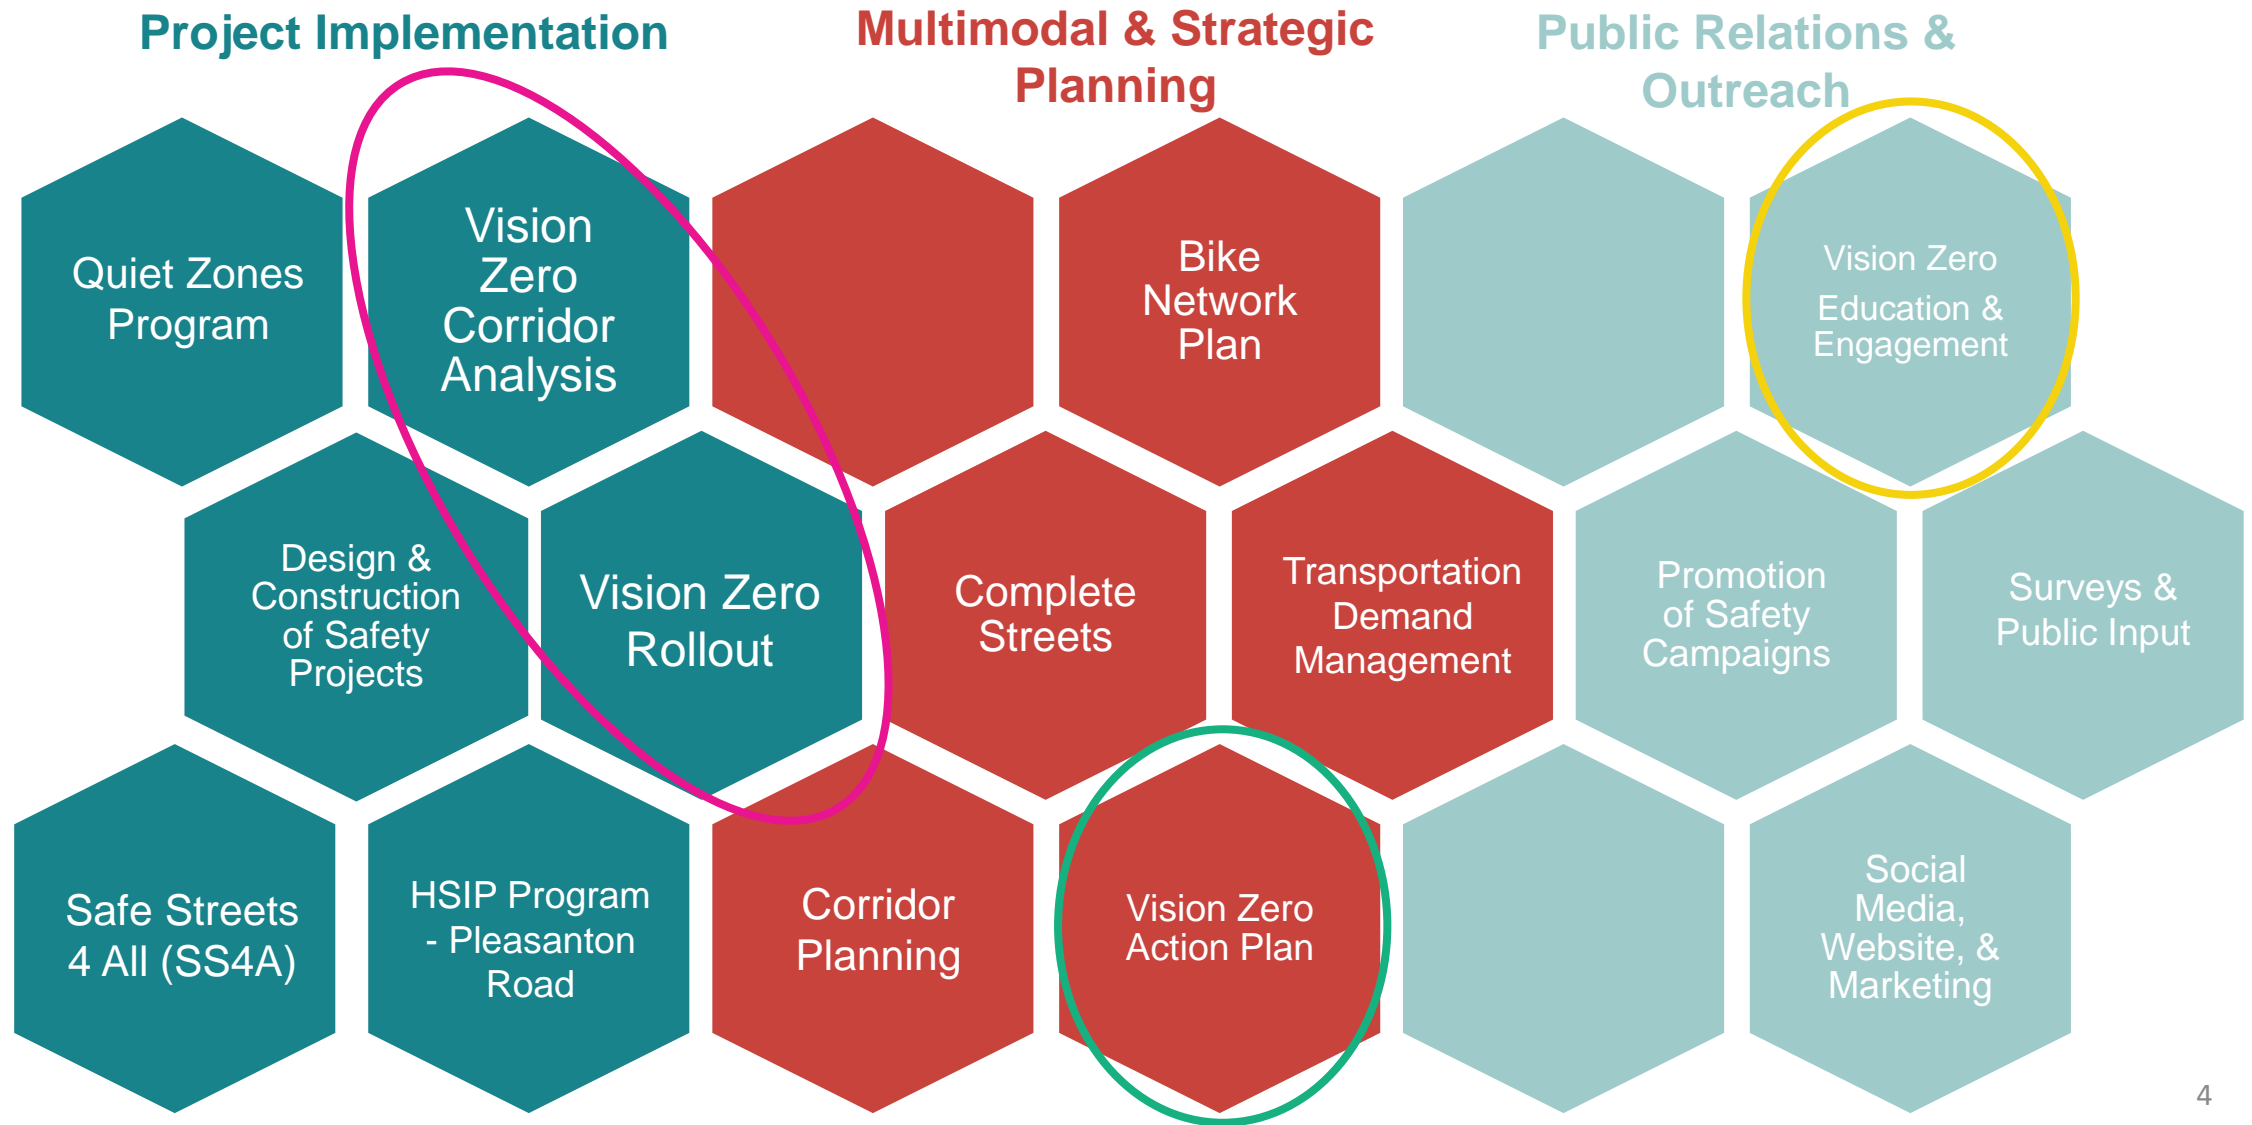 Project Implementation
Multimodal & Strategic
Planning
Public Relations &
Outreach
Quiet Zones
Program
Vision
Zero
Corridor
Analysis
Bike
Network
Plan
Vision Zero
Education &
Engagement
Design &
Construction
of Safety
Projects
Vision Zero
Rollout
Complete
Streets
Transportation
Demand
Management
Promotion
of Safety
Campaigns
Surveys &
Public Input
Safe Streets
4 All (SS4A)
HSIP Program
- Pleasanton
Road
Corridor
Planning
Vision Zero
Action Plan
Social
Media,
Website, &
Marketing
4